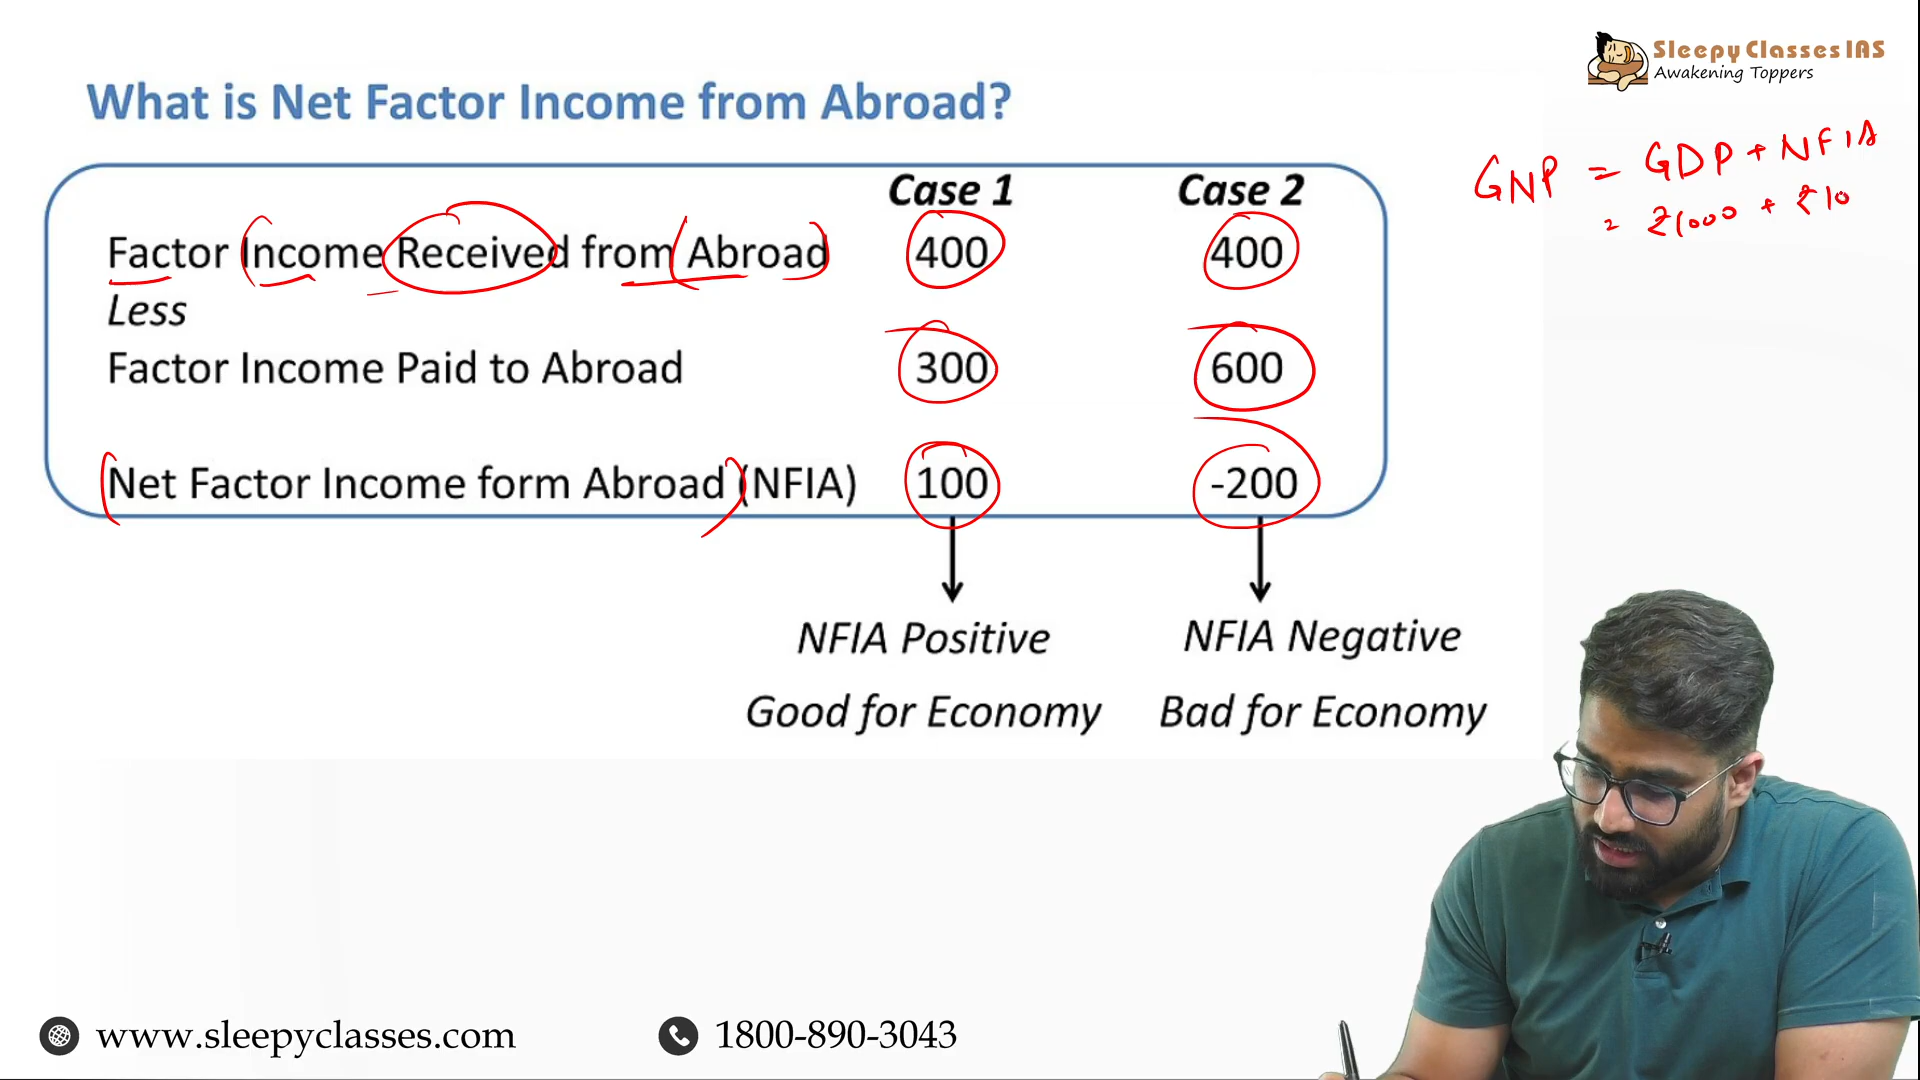 Sleepy Classes IAS
Awakening Toppers
What is Net Factor Income from Abroad?
GNP = GDP + NFIA
= ₹1000 + ₹10
Case 1 Case 2
Factor Income Received from Abroad 400 400
Less
Factor Income Paid to Abroad 300 600
Net Factor Income form Abroad (NFIA) 100 -200
NFIA Positive NFIA Negative
Good for Economy Bad for Economy
www.sleepyclasses.com 1800-890-3043